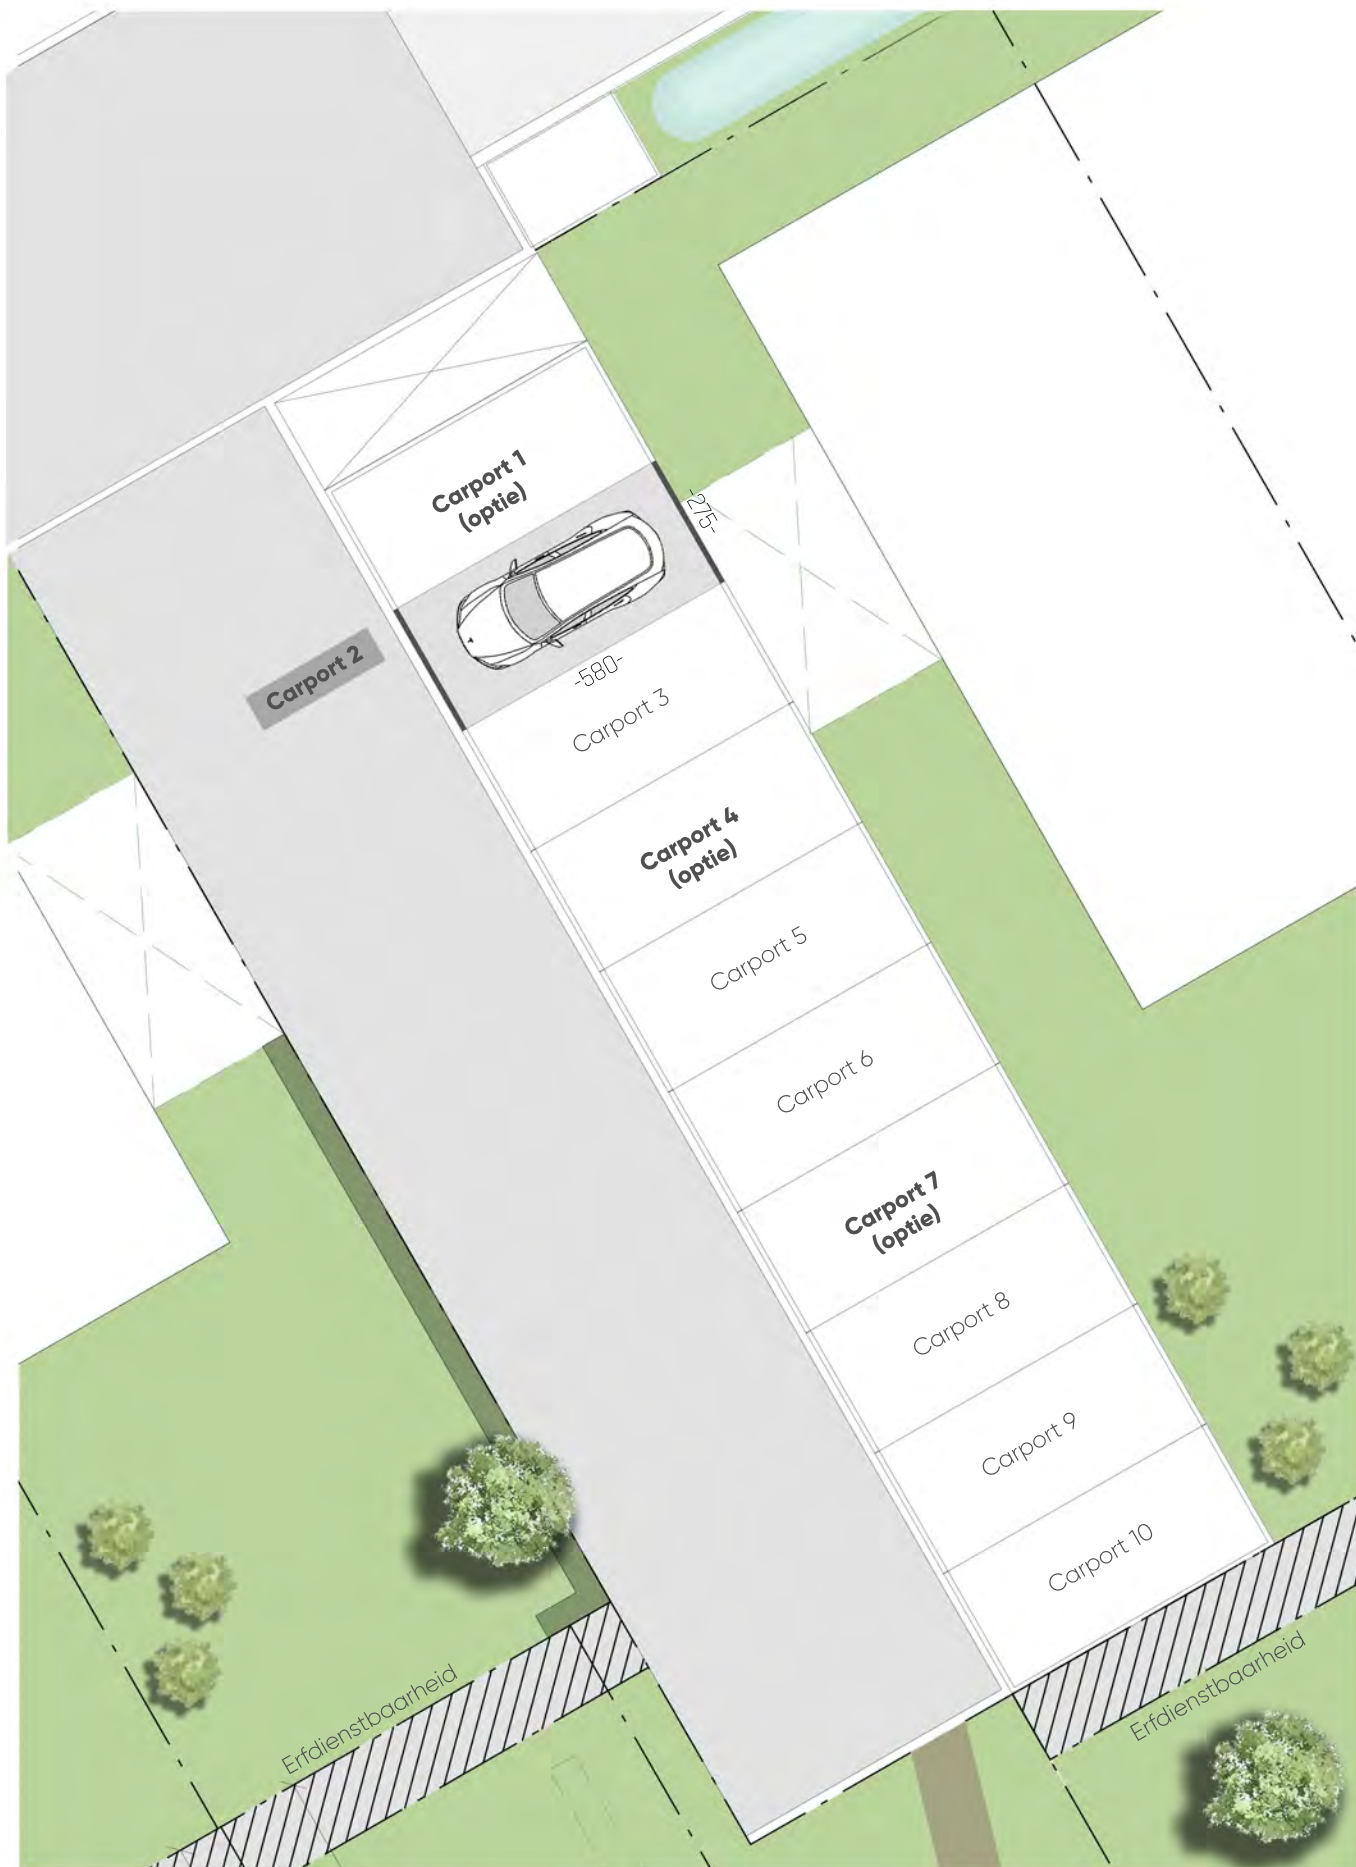 Carport 1
(optie)
-275-
Carport 2
-580-
Carport 3
Carport 4
(optie)
Carport 5
Carport 6
Carport 7
(optie)
Carport 8
Carport 9
Carport 10
Erfdienstbaarheid
Erfdienstbaarheid